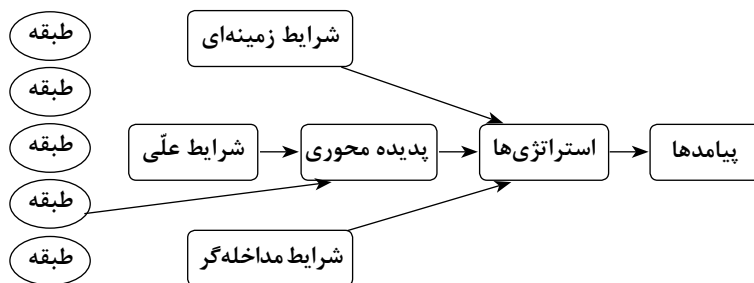 طبقه
شرایط زمینه‌ای
طبقه
طبقه
شرایط علّی
پدیده محوری
استراتژی‌ها
پیامدها
طبقه
طبقه
شرایط مداخله‌گر